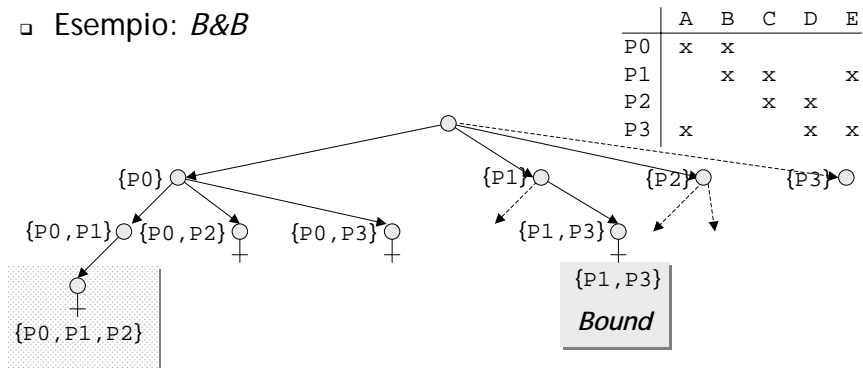 Esempio: B&B
A B C D E
P0 x x
P1 x x x
P2 x x
P3 x x x
{P0} {P1} {P2} {P3}
{P0,P1} {P0,P2} {P0,P3} {P1,P3}
{P0,P1,P2}
{P1,P3}
Bound